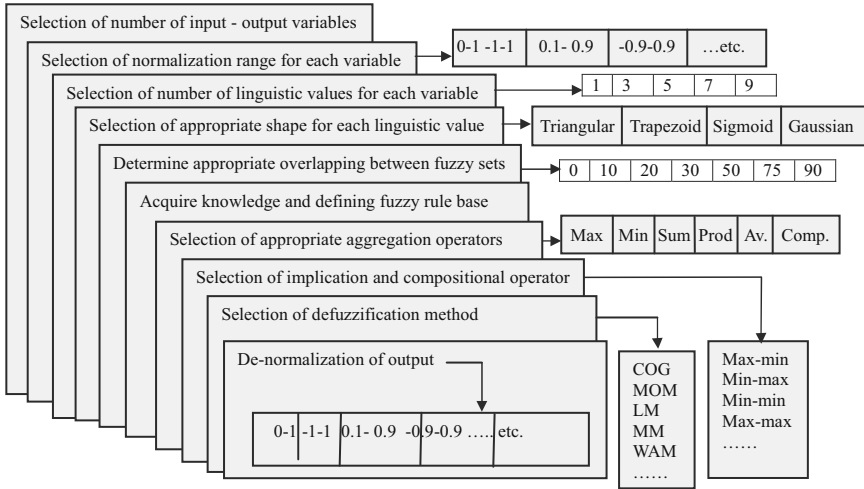 Selection of number of input - output variables
Selection of normalization range for each variable
0-1 -1-1 0.1- 0.9 -0.9-0.9 …etc.
Selection of number of linguistic values for each variable
1 3 5 7 9
Selection of appropriate shape for each linguistic value
Triangular Trapezoid Sigmoid Gaussian
Determine appropriate overlapping between fuzzy sets
0 10 20 30 50 75 90
Acquire knowledge and defining fuzzy rule base
Selection of appropriate aggregation operators
Max Min Sum Prod Av. Comp.
Selection of implication and compositional operator
Selection of defuzzification method
De-normalization of output
0-1 -1-1 0.1- 0.9 -0.9-0.9 ….. etc.
COG
MOM
LM
MM
WAM
……
Max-min
Min-max
Min-min
Max-max
……